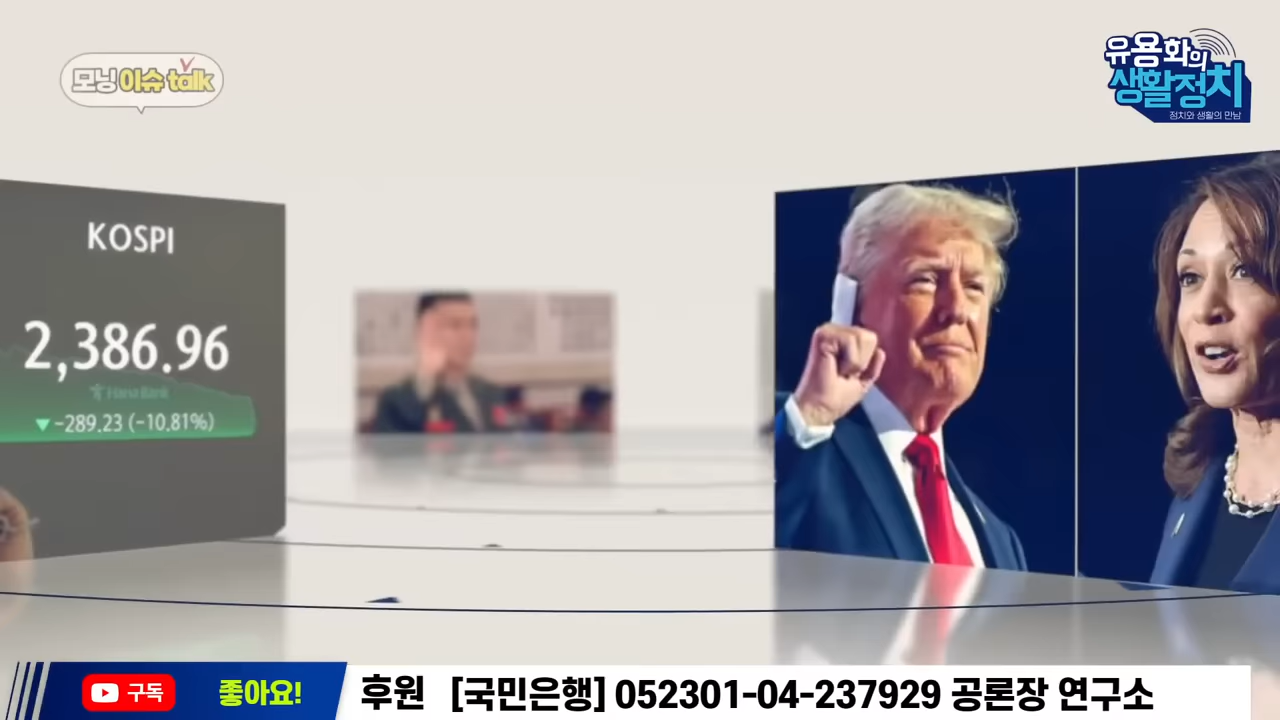 모닝이슈talk
유용화의
생활정치
정치와 생활의 만남
KOSPI
2,386.96
Hana Bank
▼-289.23 (-10.81%)
구독
좋아요!
후원 [국민은행] 052301-04-237929 공론장 연구소